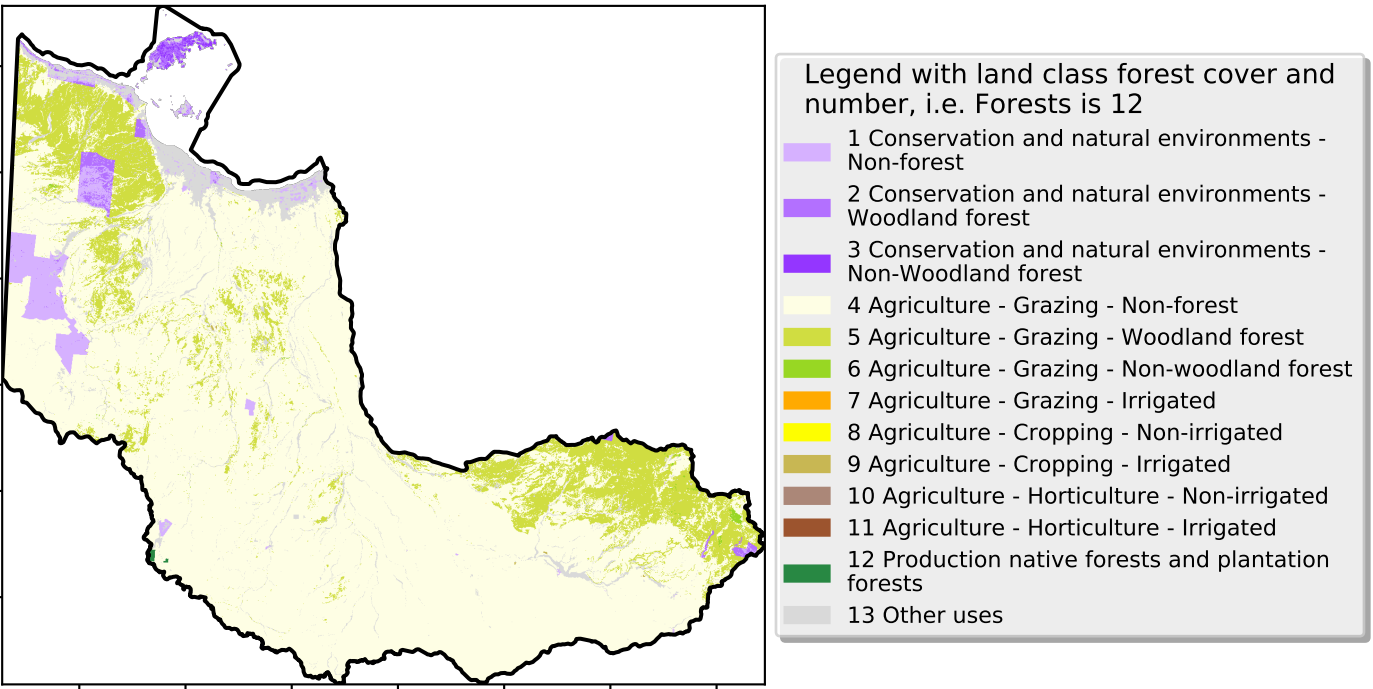 Legend with land class forest cover and
number, i.e. Forests is 12
1 Conservation and natural environments -
Non-forest
2 Conservation and natural environments -
Woodland forest
3 Conservation and natural environments -
Non-Woodland forest
4 Agriculture - Grazing - Non-forest
5 Agriculture - Grazing - Woodland forest
6 Agriculture - Grazing - Non-woodland forest
7 Agriculture - Grazing - Irrigated
8 Agriculture - Cropping - Non-irrigated
9 Agriculture - Cropping - Irrigated
10 Agriculture - Horticulture - Non-irrigated
11 Agriculture - Horticulture - Irrigated
12 Production native forests and plantation
forests
13 Other uses